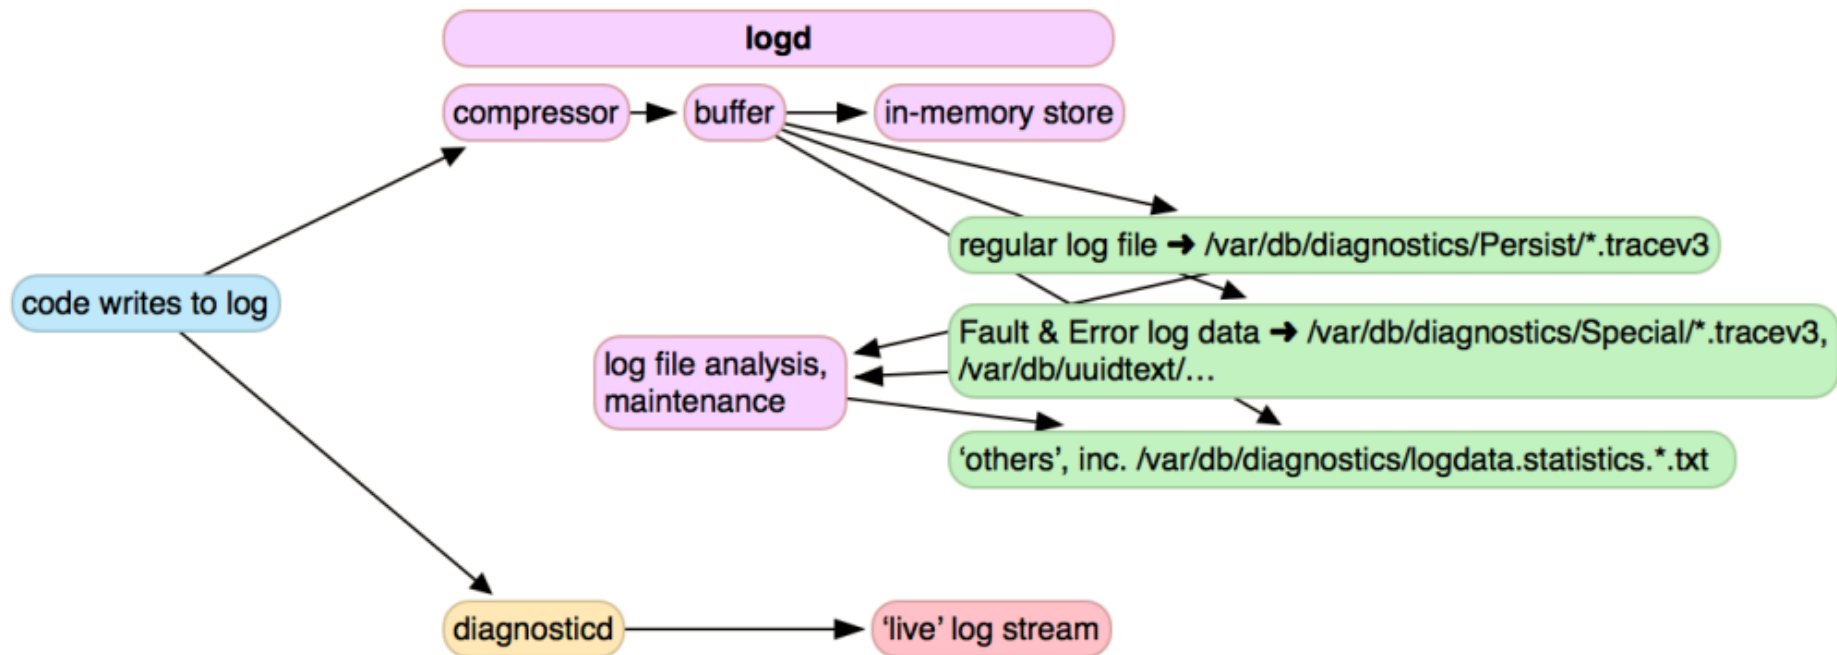 logd
compressor
buffer
in-memory store
regular log file ➜ /var/db/diagnostics/Persist/*.tracev3
code writes to log
Fault & Error log data ➜ /var/db/diagnostics/Special/*.tracev3,
/var/db/uuidtext/…
log file analysis,
maintenance
‘others’, inc. /var/db/diagnostics/logdata.statistics.*.txt
diagnosticd
‘live’ log stream